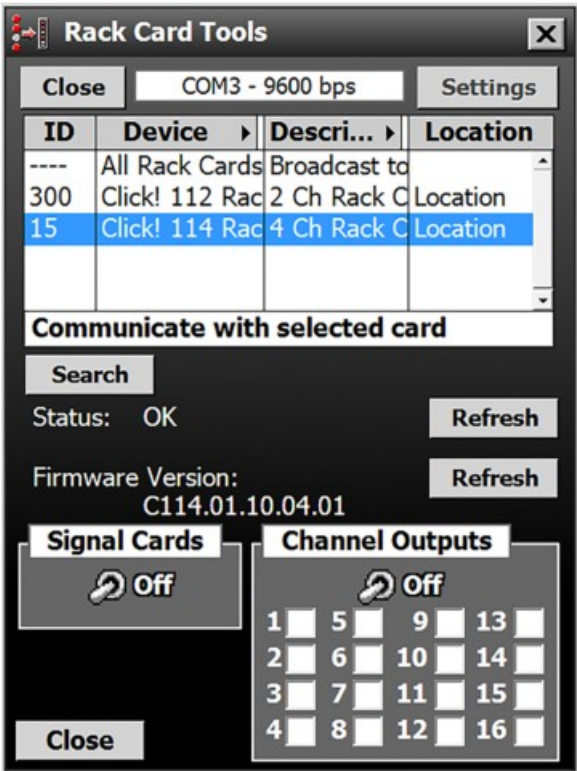 Rack Card Tools
Close COM3 - 9600 bps Settings
ID Device Descri... Location
---- All Rack Cards Broadcast to
300 Click! 112 Rac 2 Ch Rack C Location
15 Click! 114 Rac 4 Ch Rack C Location
Communicate with selected card
Search
Status: OK Refresh
Firmware Version: Refresh
C114.01.10.04.01
Signal Cards Channel Outputs
Off Off
1 5 9 13
2 6 10 14
3 7 11 15
4 8 12 16
Close